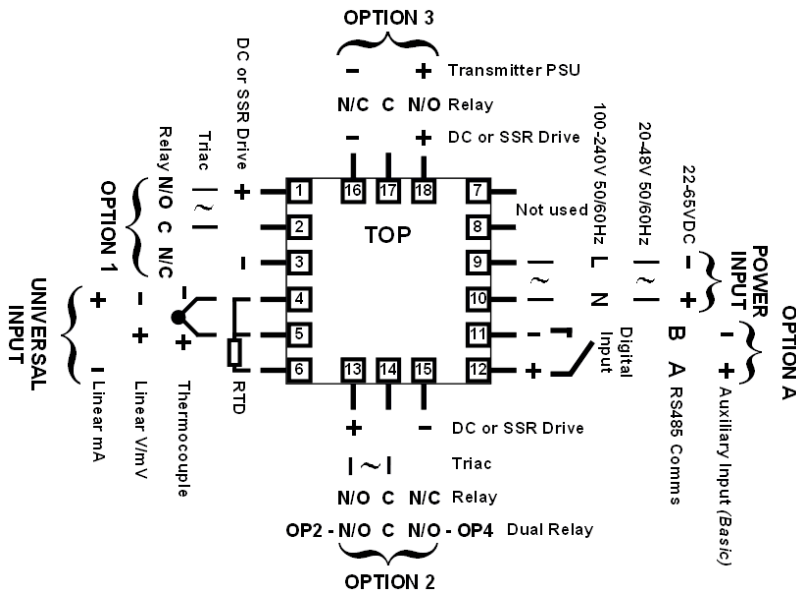 OPTION 3
− + Transmitter PSU
N/C C N/O Relay
− + DC or SSR Drive
16 17 18
TOP
1
2
3
4
5
6
7
8
9
10
11
12
13 14 15
Not used
DC or SSR Drive + −
Triac | ~ |
Relay N/O C N/C
OPTION 1
UNIVERSAL
INPUT
+ − Linear mA
− + Linear V/mV
− + Thermocouple
RTD
100-240V 50/60Hz L ~ N
20-48V 50/60Hz | ~ |
22-65VDC − +
POWER
INPUT
− +
Digital
Input
B A RS485 Comms
− + Auxiliary Input (Basic)
OPTION A
+ − DC or SSR Drive
| ~ | Triac
N/O C N/C Relay
OP2 - N/O C N/O - OP4 Dual Relay
OPTION 2